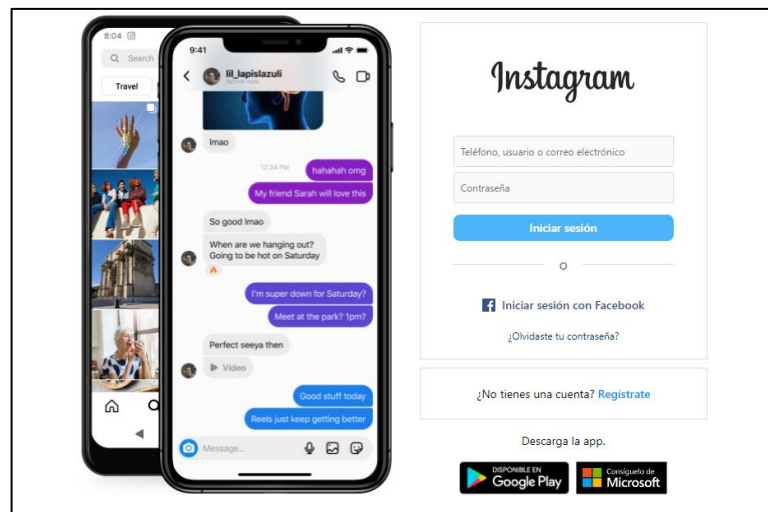 8:04
Search
Travel
9:41
lil_lapislazuli
Active now
lmao
12:34 PM
hahahah omg
My friend Sarah will love this
So good lmao
When are we hanging out?
Going to be hot on Saturday
I'm super down for Saturday?
Meet at the park? 1pm?
Perfect seeya then
Video
Good stuff today
Reels just keep getting better
Message...
Instagram
Teléfono, usuario o correo electrónico
Contraseña
Iniciar sesión
O
Iniciar sesión con Facebook
¿Olvidaste tu contraseña?
¿No tienes una cuenta? Regístrate
Descarga la app.
DISPONIBLE EN
Google Play
Consíguelo de
Microsoft